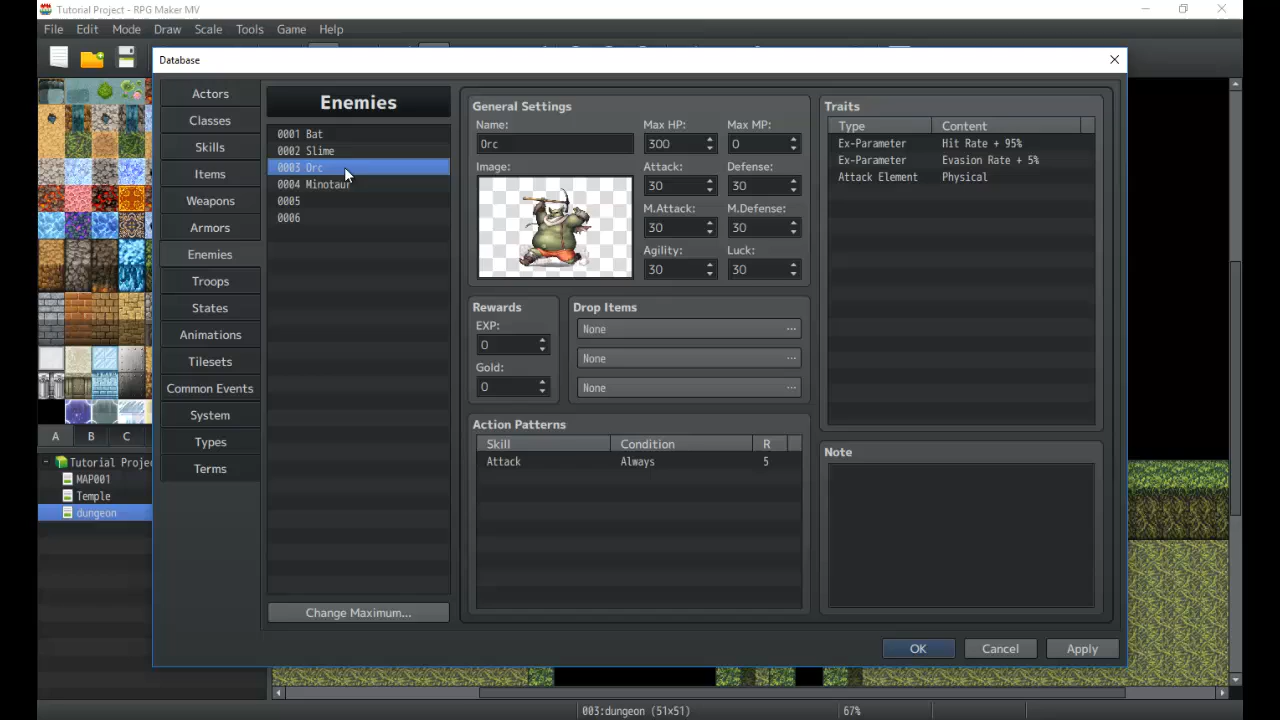 Tutorial Project - RPG Maker MV
File Edit Mode Draw Scale Tools Game Help
Database
Actors
Classes
Skills
Items
Weapons
Armors
Enemies
Troops
States
Animations
Tilesets
Common Events
System
Types
Terms
Enemies
0001 Bat
0002 Slime
0003 Orc
0004 Minotaur
0005
0006
Change Maximum...
General Settings
Name:
Orc
Image:
Max HP: Max MP:
300 0
Attack: Defense:
30 30
M.Attack: M.Defense:
30 30
Agility: Luck:
30 30
Rewards
EXP:
0
Gold:
0
Drop Items
None ...
None ...
None ...
Action Patterns
Skill Condition R
Attack Always 5
Traits
Type Content
Ex-Parameter Hit Rate + 95%
Ex-Parameter Evasion Rate + 5%
Attack Element Physical
Note
OK Cancel Apply
A B C
Tutorial Projec
MAP001
Temple
dungeon
003:dungeon (51x51) 67%